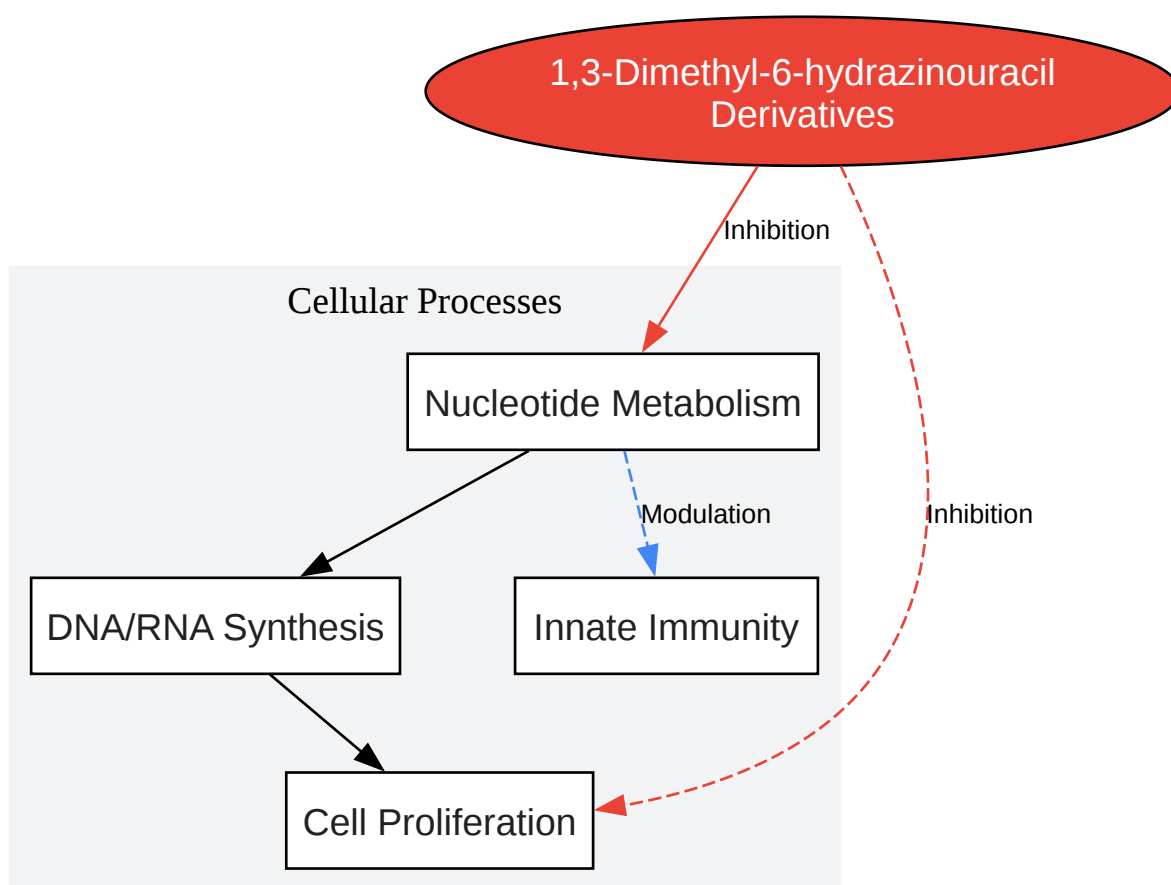 1,3-Dimethyl-6-hydrazinouracil
Derivatives
Inhibition
Cellular Processes
Nucleotide Metabolism
Modulation
Inhibition
DNA/RNA Synthesis
Innate Immunity
Cell Proliferation